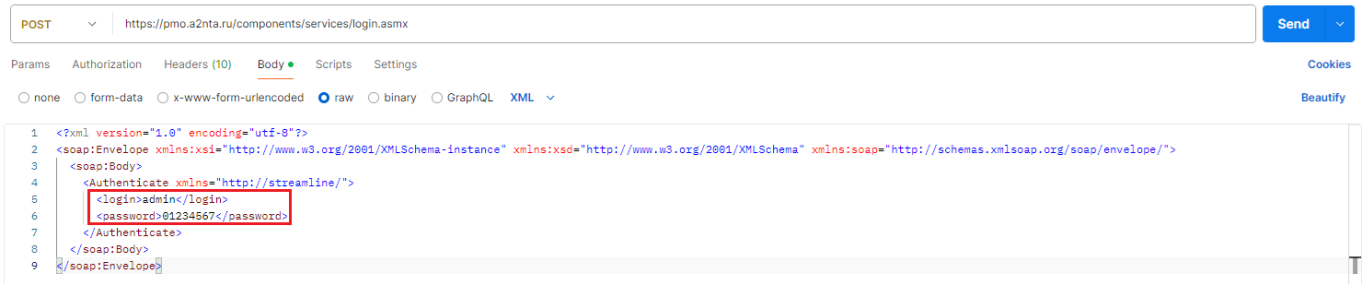 POST https://pmo.a2nta.ru/components/services/login.asmx Send
Params Authorization Headers (10) Body Scripts Settings Cookies
none form-data x-www-form-urlencoded raw binary GraphQL XML Beautify
1 <?xml version="1.0" encoding="utf-8"?>
2 <soap:Envelope xmlns:xsi="http://www.w3.org/2001/XMLSchema-instance" xmlns:xsd="http://www.w3.org/2001/XMLSchema" xmlns:soap="http://schemas.xmlsoap.org/soap/envelope/">
3 <soap:Body>
4 <Authenticate xmlns="http://streamline/">
5 <login>admin</login>
6 <password>01234567</password>
7 </Authenticate>
8 </soap:Body>
9 </soap:Envelope>